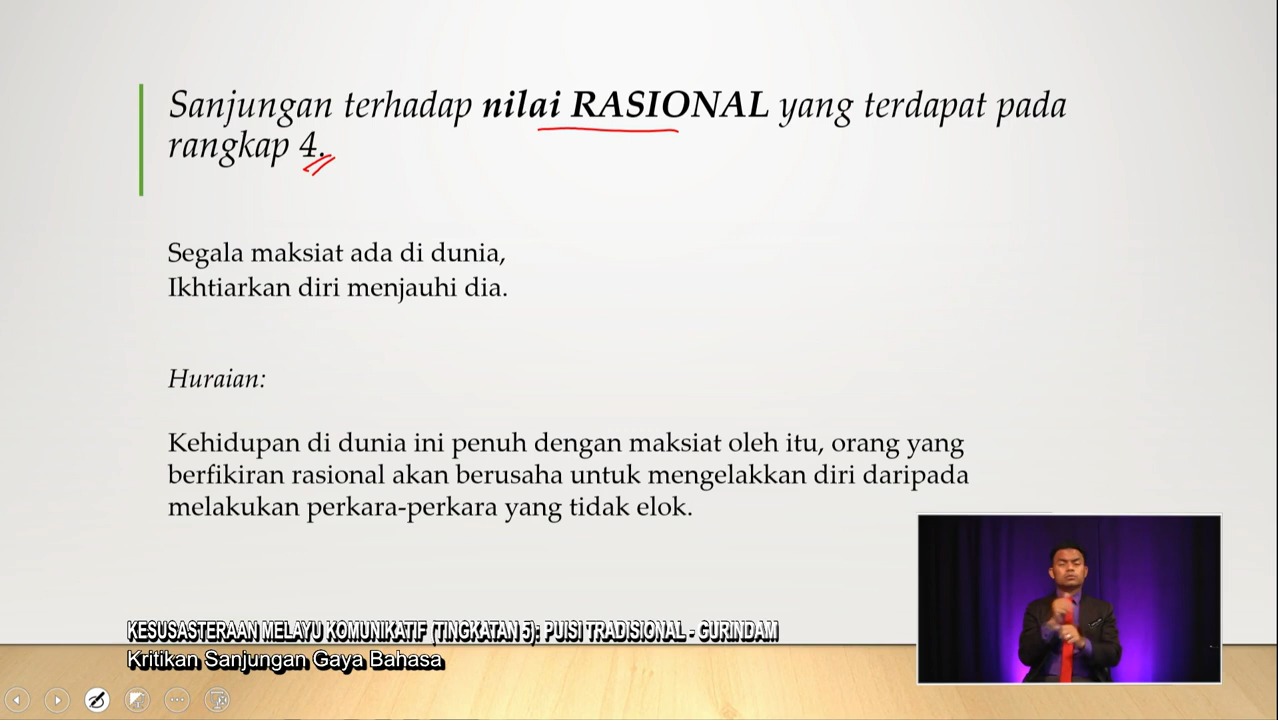 Sanjungan terhadap nilai RASIONAL yang terdapat pada
rangkap 4.
Segala maksiat ada di dunia,
Ikhtiarkan diri menjauhi dia.
Huraian:
Kehidupan di dunia ini penuh dengan maksiat oleh itu, orang yang
berfikiran rasional akan berusaha untuk mengelakkan diri daripada
melakukan perkara-perkara yang tidak elok.
KESUSASTERAAN MELAYU KOMUNIKATIF (TINGKATAN 5): PUISI TRADISIONAL - GURINDAM
Kritikan Sanjungan Gaya Bahasa